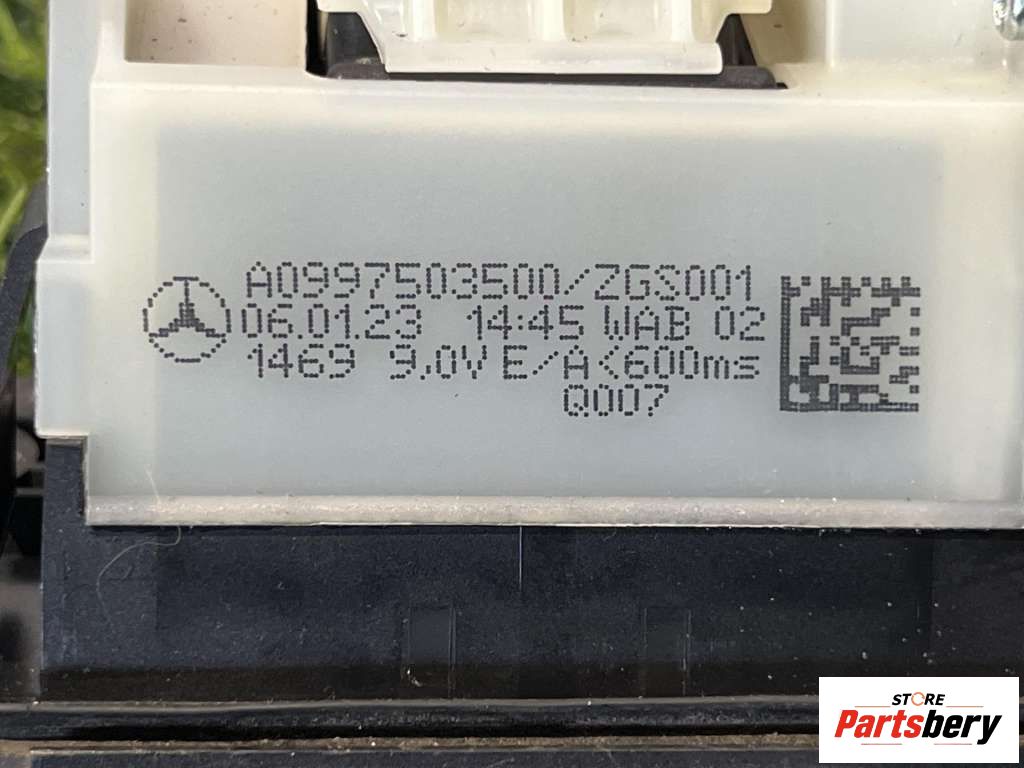 A0997503500/ZGS001
06.01.23 14:45 WAB 02
1469 9,0V E/A<600ms
Q007
STORE
Partsbery